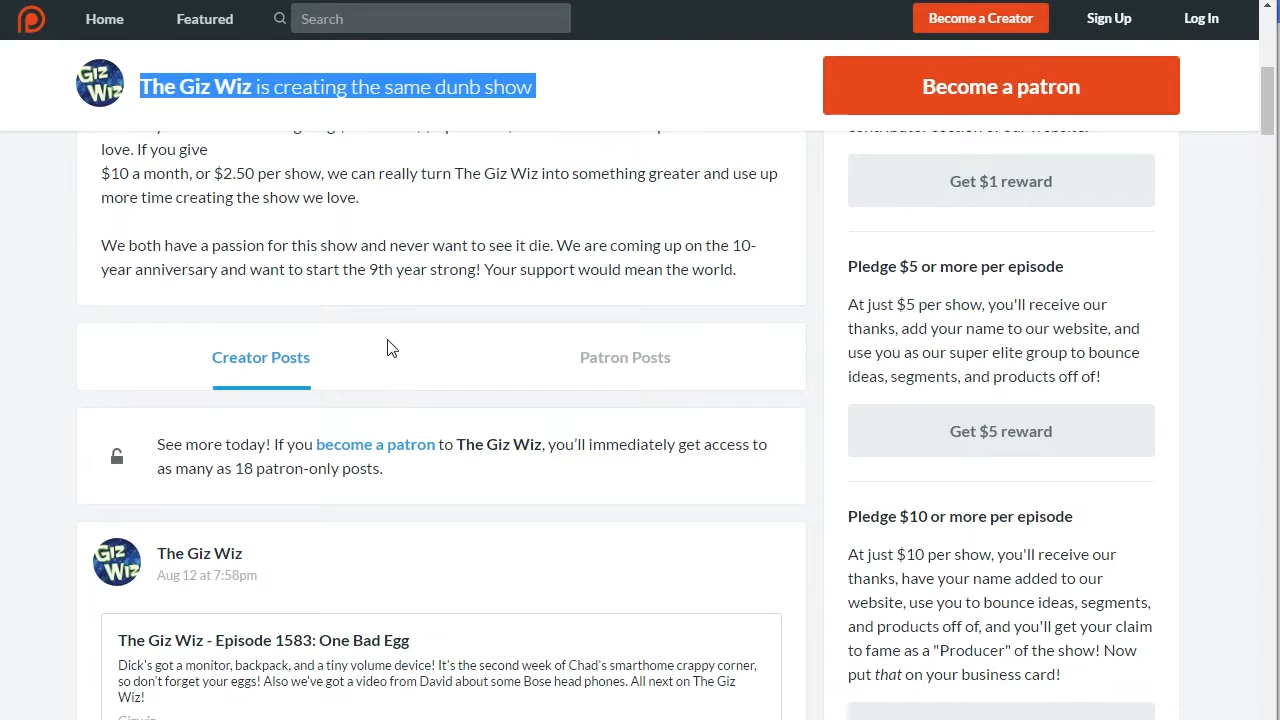 Home
Featured
Search
Become a Creator
Sign Up
Log In
GIZ
WIZ
The Giz Wiz is creating the same dunb show
Become a patron
love. If you give
$10 a month, or $2.50 per show, we can really turn The Giz Wiz into something greater and use up
more time creating the show we love.
We both have a passion for this show and never want to see it die. We are coming up on the 10-
year anniversary and want to start the 9th year strong! Your support would mean the world.
Creator Posts
Patron Posts
See more today! If you become a patron to The Giz Wiz, you'll immediately get access to
as many as 18 patron-only posts.
GIZ
WIZ
The Giz Wiz
Aug 12 at 7:58pm
The Giz Wiz - Episode 1583: One Bad Egg
Dick's got a monitor, backpack, and a tiny volume device! It's the second week of Chad's smarthome crappy corner,
so don't forget your eggs! Also we've got a video from David about some Bose head phones. All next on The Giz
Wiz!
Gizwiz
contributor section of our website.
Get $1 reward
Pledge $5 or more per episode
At just $5 per show, you'll receive our
thanks, add your name to our website, and
use you as our super elite group to bounce
ideas, segments, and products off of!
Get $5 reward
Pledge $10 or more per episode
At just $10 per show, you'll receive our
thanks, have your name added to our
website, use you to bounce ideas, segments,
and products off of, and you'll get your claim
to fame as a "Producer" of the show! Now
put that on your business card!